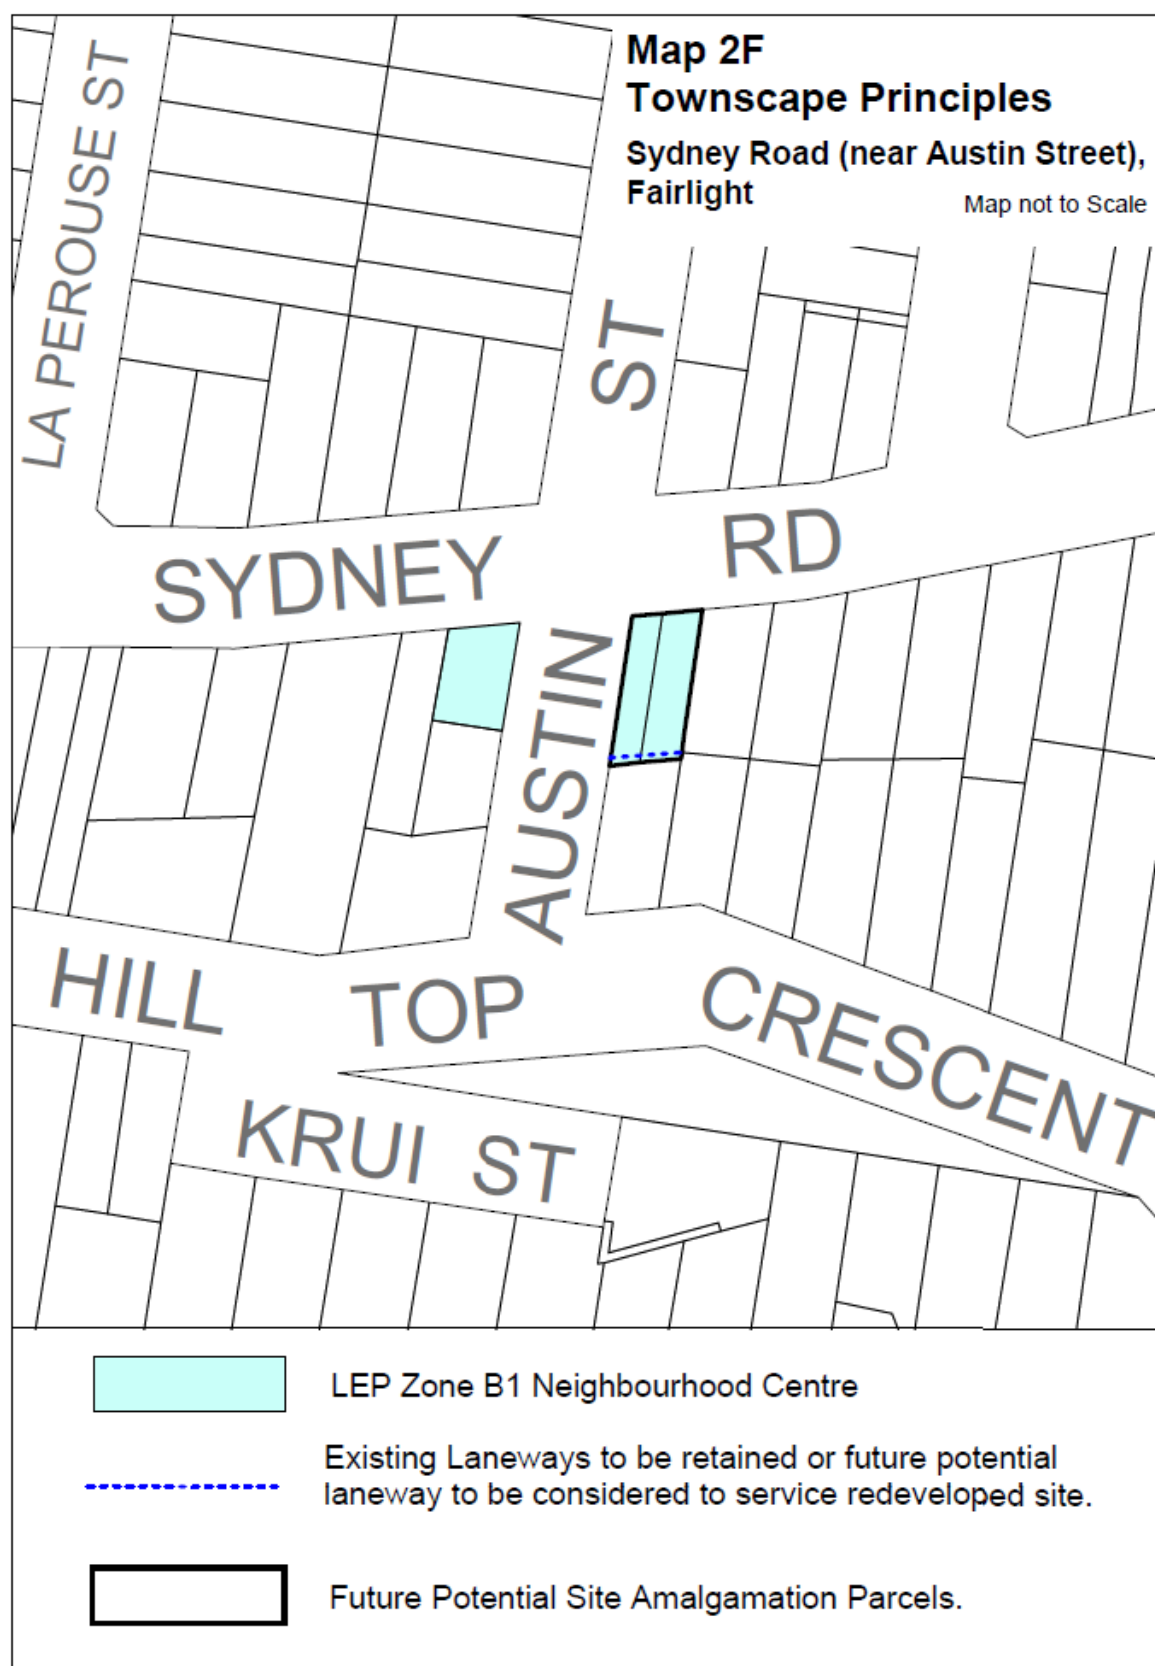 Map 2F
Townscape Principles
Sydney Road (near Austin Street),
Fairlight
Map not to Scale
LA PEROUSE ST
ST
SYDNEY RD
AUSTIN
HILL TOP CRESCENT
KRUI ST
LEP Zone B1 Neighbourhood Centre
Existing Laneways to be retained or future potential
laneway to be considered to service redeveloped site.
Future Potential Site Amalgamation Parcels.